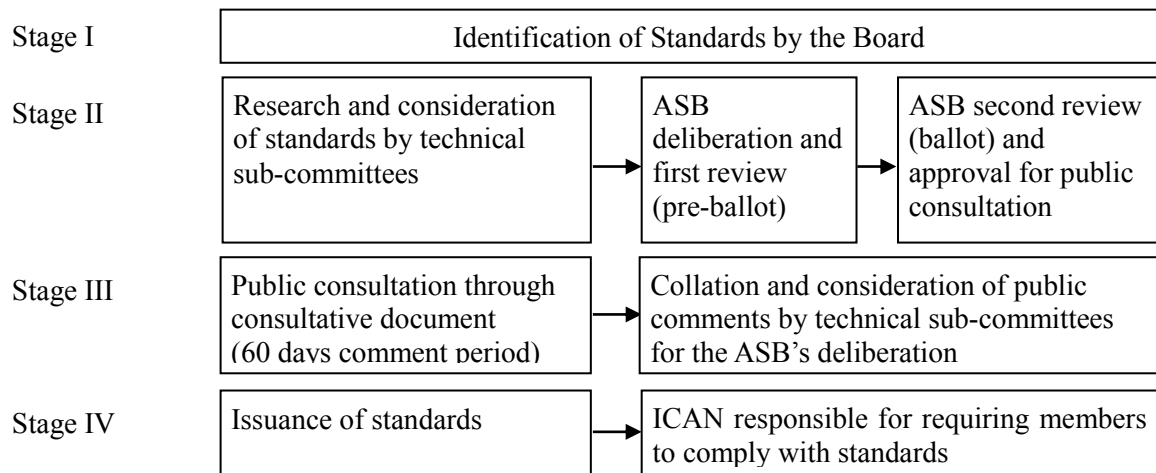 Stage I
Identification of Standards by the Board
Stage II
Research and consideration
of standards by technical
sub-committees
ASB
deliberation and
first review
(pre-ballot)
ASB second review
(ballot) and
approval for public
consultation
Stage III
Public consultation through
consultative document
(60 days comment period)
Collation and consideration of public
comments by technical sub-committees
for the ASB's deliberation
Stage IV
Issuance of standards
ICAN responsible for requiring members
to comply with standards